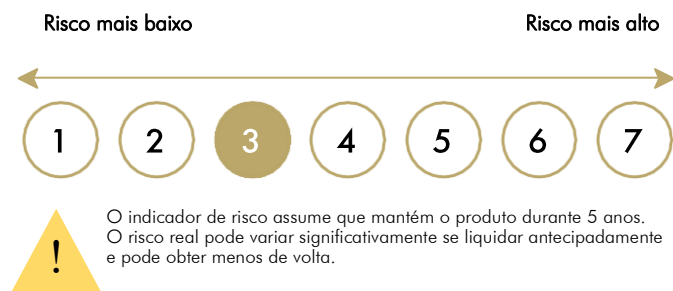 Risco mais baixo Risco mais alto
1 2 3 4 5 6 7
! O indicador de risco assume que mantém o produto durante 5 anos.
O risco real pode variar significativamente se liquidar antecipadamente
e pode obter menos de volta.